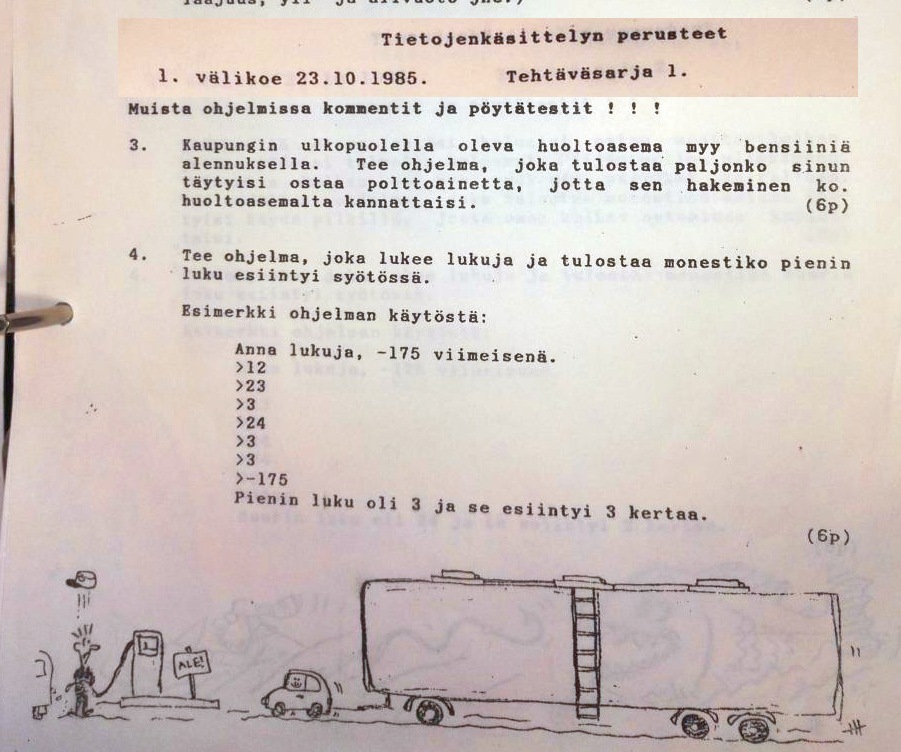 Tietojenkäsittelyn perusteet
1. välikoe 23.10.1985. Tehtäväsarja 1.
Muista ohjelmissa kommentit ja pöytätestit ! ! !
3. Kaupungin ulkopuolella oleva huoltoasema myy bensiiniä
alennuksella. Tee ohjelma, joka tulostaa paljonko sinun
täytyisi ostaa polttoainetta, jotta sen hakeminen ko.
huoltoasemalta kannattaisi. (6p)
4. Tee ohjelma, joka lukee lukuja ja tulostaa monestiko pienin
luku esiintyi syötössä.
Esimerkki ohjelman käytöstä:
Anna lukuja, -175 viimeisenä.
>12
>23
>3
>24
>3
>3
>-175
Pienin luku oli 3 ja se esiintyi 3 kertaa.
(6p)
ALE!